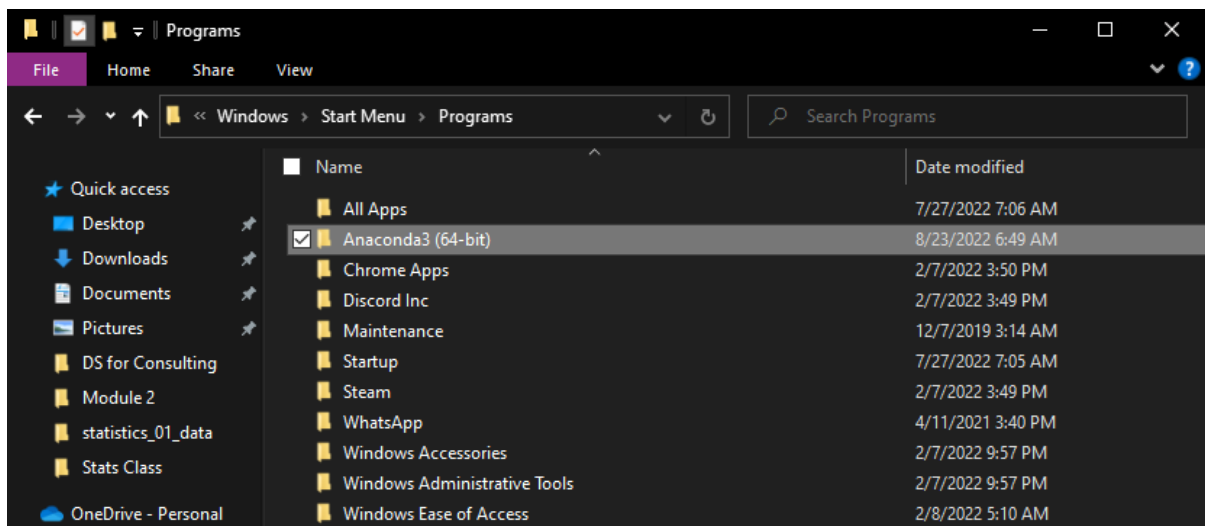 Programs
File Home Share View
« Windows > Start Menu > Programs Search Programs
Name Date modified
Quick access
Desktop
Downloads
Documents
Pictures
DS for Consulting
Module 2
statistics_01_data
Stats Class
OneDrive - Personal
All Apps 7/27/2022 7:06 AM
Anaconda3 (64-bit) 8/23/2022 6:49 AM
Chrome Apps 2/7/2022 3:50 PM
Discord Inc 2/7/2022 3:49 PM
Maintenance 12/7/2019 3:14 AM
Startup 7/27/2022 7:05 AM
Steam 2/7/2022 3:49 PM
WhatsApp 4/11/2021 3:40 PM
Windows Accessories 2/7/2022 9:57 PM
Windows Administrative Tools 2/7/2022 9:57 PM
Windows Ease of Access 2/8/2022 5:10 AM